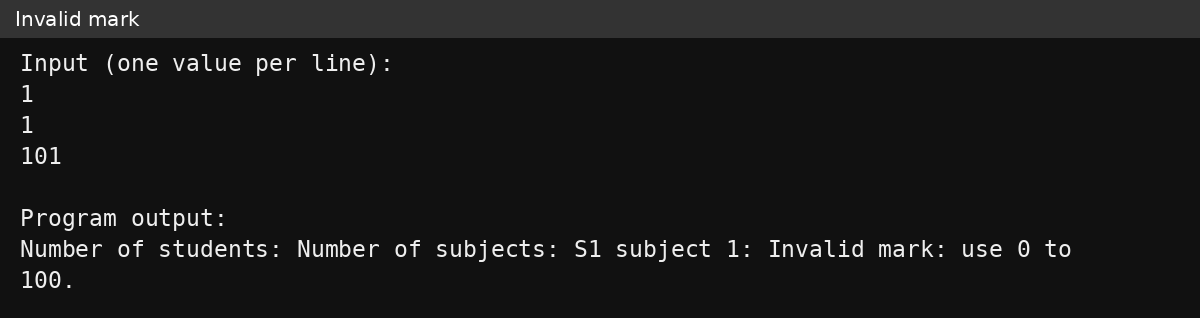 Invalid mark
Input (one value per line):
1
1
101
Program output:
Number of students: Number of subjects: S1 subject 1: Invalid mark: use 0 to
100.